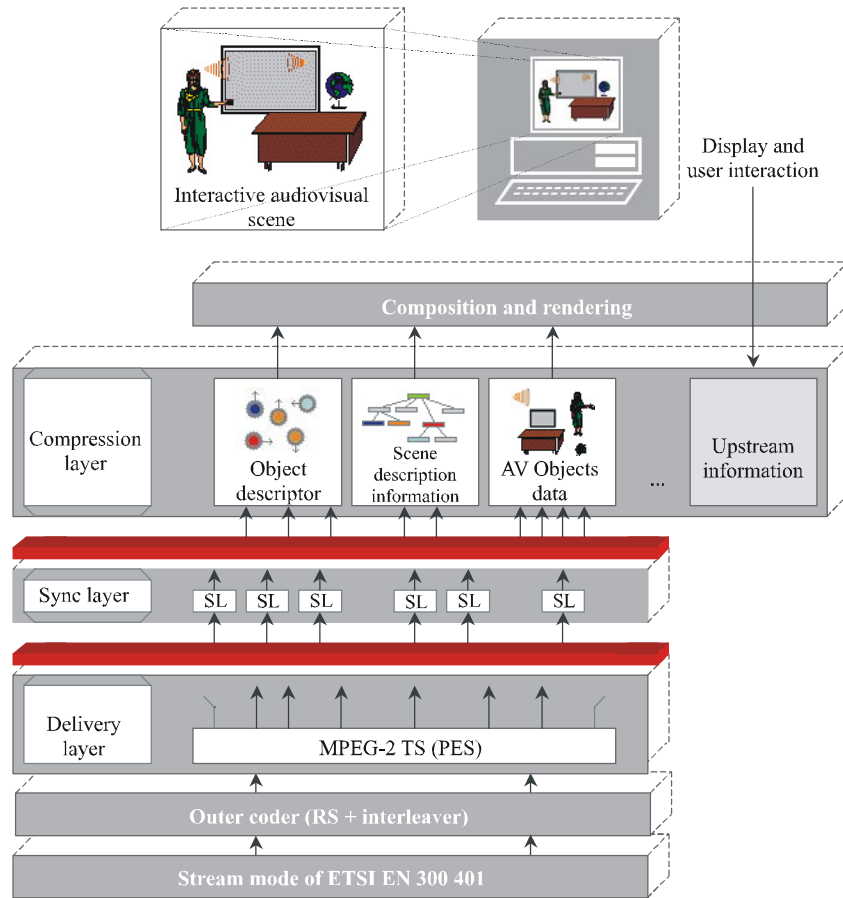 Interactive audiovisual
scene
Display and
user interaction
Composition and rendering
Compression
layer
Object
descriptor
Scene
description
information
AV Objects
data
...
Upstream
information
Sync layer
SL
SL
SL
SL
SL
SL
Delivery
layer
MPEG-2 TS (PES)
Outer coder (RS + interleaver)
Stream mode of ETSI EN 300 401